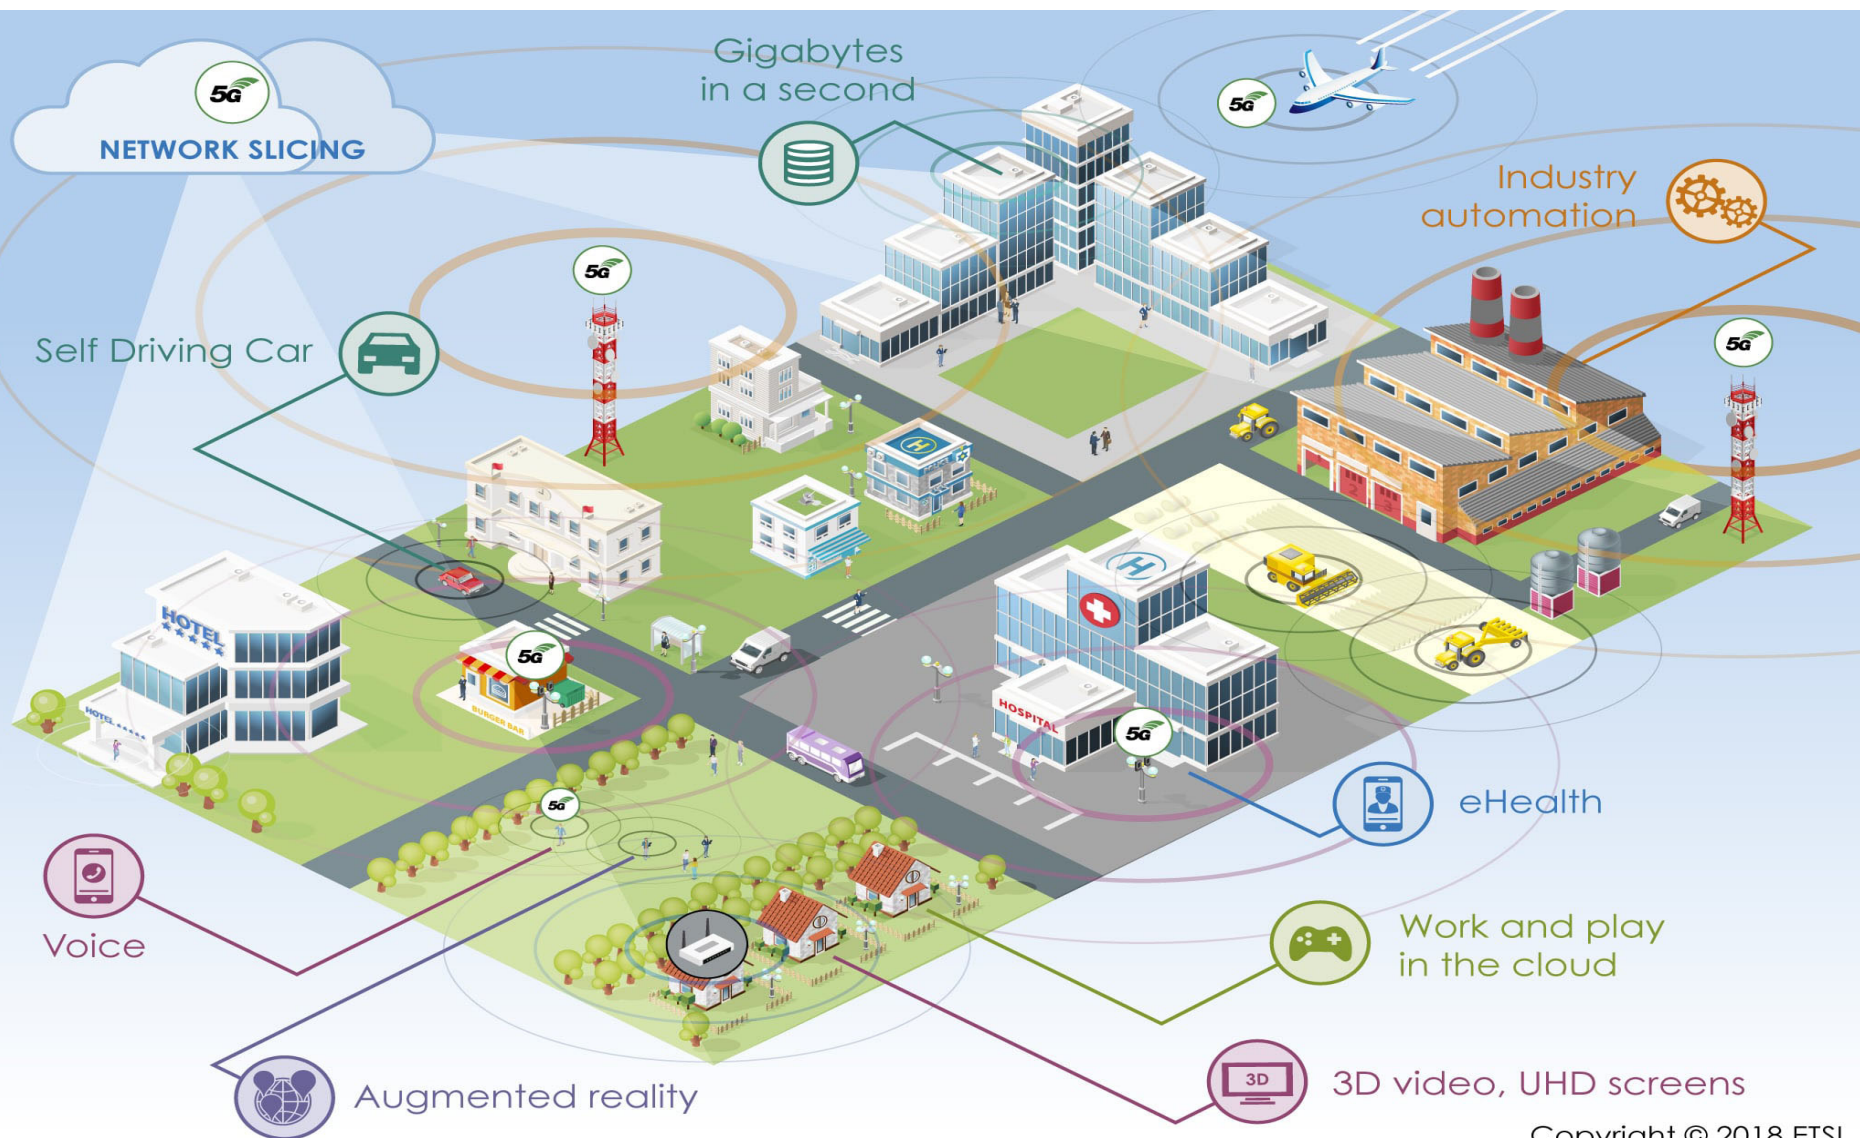 5G
NETWORK SLICING
Gigabytes
in a second
5G
Industry
automation
5G
5G
Self Driving Car
H
H
HOTEL
HOTEL
5G
BURGER BAR
HOSPITAL
5G
5G
eHealth
Voice
Work and play
in the cloud
Augmented reality
3D
3D video, UHD screens
Copyright © 2018 ETSI